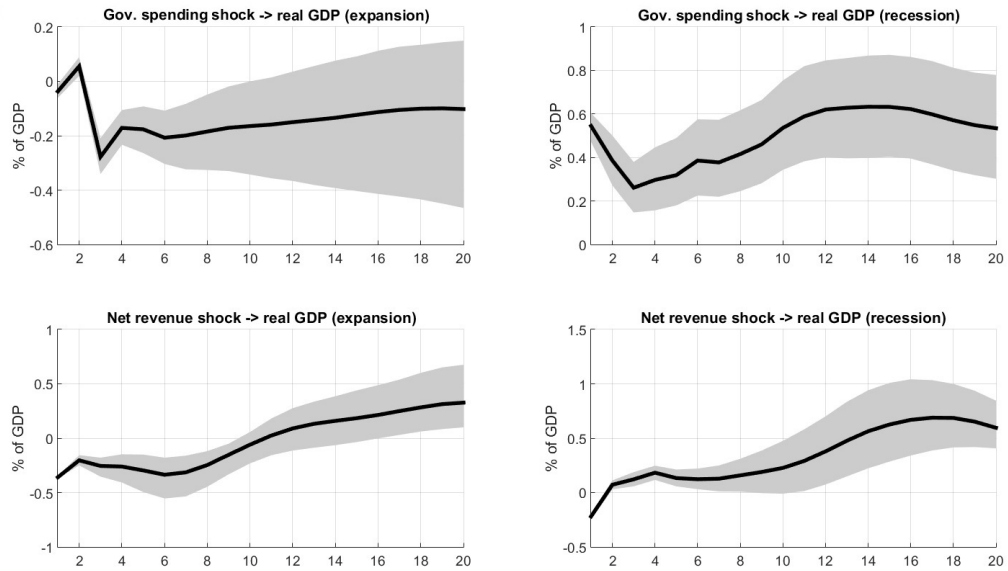 Gov. spending shock -> real GDP (expansion)
% of GDP
0.2
0
-0.2
-0.4
-0.6
2 4 6 8 10 12 14 16 18 20
Gov. spending shock -> real GDP (recession)
% of GDP
1
0.8
0.6
0.4
0.2
0
2 4 6 8 10 12 14 16 18 20
Net revenue shock -> real GDP (expansion)
% of GDP
1
0.5
0
-0.5
-1
2 4 6 8 10 12 14 16 18 20
Net revenue shock -> real GDP (recession)
% of GDP
1.5
1
0.5
0
-0.5
2 4 6 8 10 12 14 16 18 20